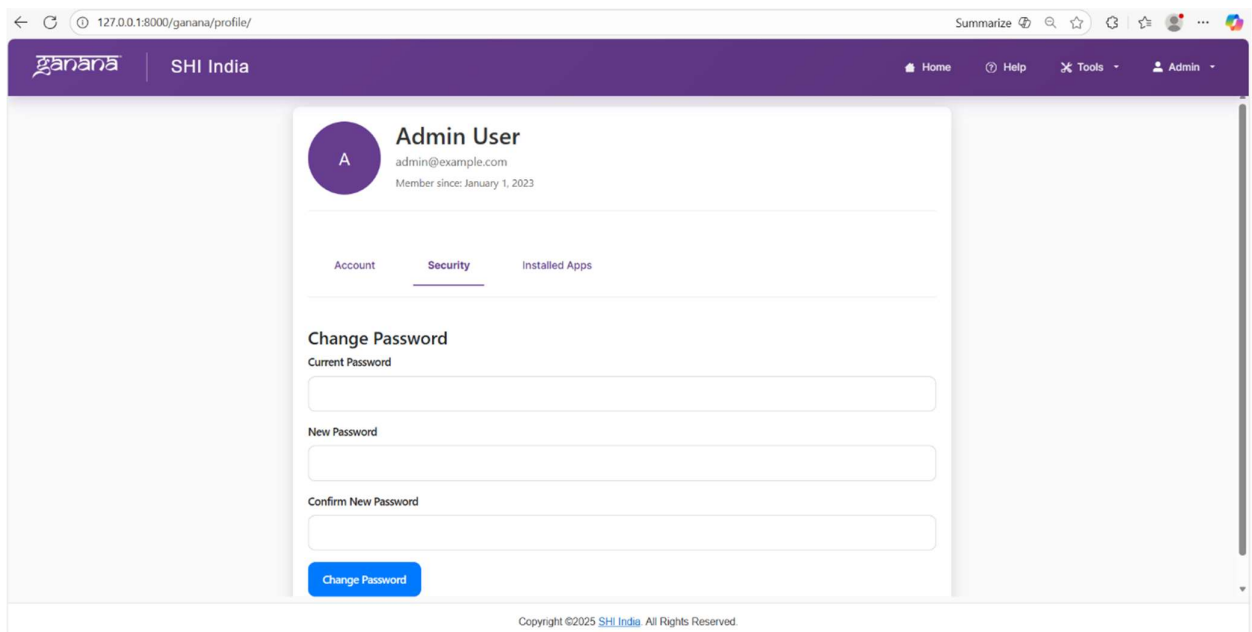 127.0.0.1:8000/ganana/profile/ Summarize
ganana SHI India Home Help Tools Admin
A
Admin User
admin@example.com
Member since: January 1, 2023
Account Security Installed Apps
Change Password
Current Password
New Password
Confirm New Password
Change Password
Copyright ©2025 SHI India. All Rights Reserved.